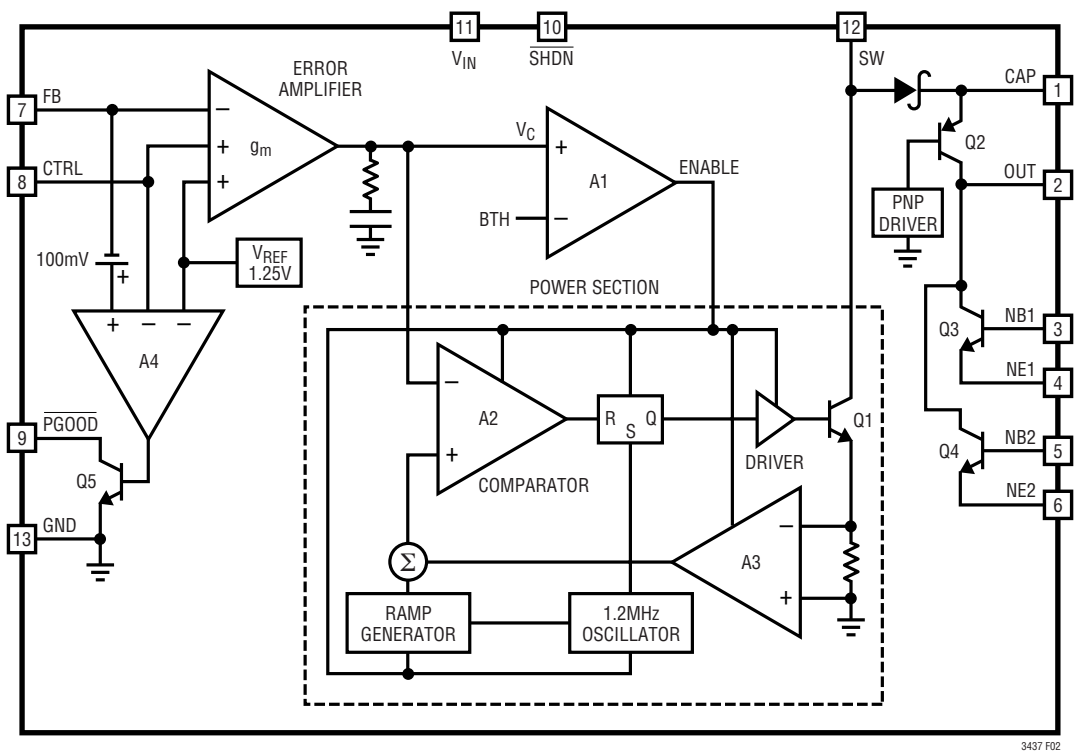 11
VIN
10
SHDN
12
SW
7
FB
8
CTRL
ERROR
AMPLIFIER
−
+
+
gm
VC
+
BTH
−
A1
ENABLE
CAP
1
Q2
OUT
2
PNP
DRIVER
100mV
+
VREF
1.25V
+
−
−
A4
POWER SECTION
Q3
NB1
3
NE1
4
9
PGOOD
Q5
13
GND
−
A2
+
COMPARATOR
R
S
Q
DRIVER
Q1
Q4
NB2
5
NE2
6
Σ
−
A3
+
RAMP
GENERATOR
1.2MHz
OSCILLATOR
3437 F02